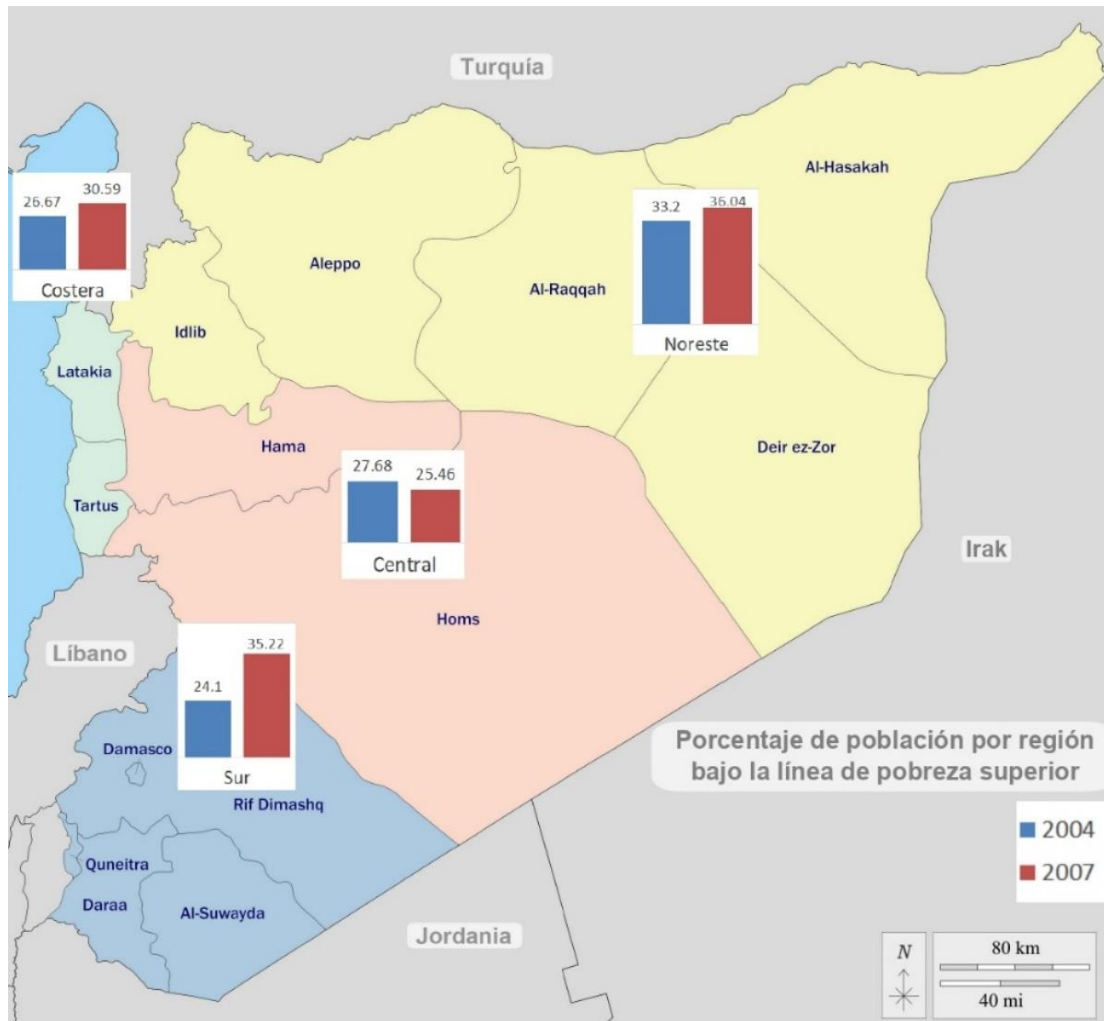 Turquía
Al-Hasakah
26.67
30.59
Costera
33.2
36.04
Noreste
Aleppo
Al-Raqqah
Idlib
Latakia
Hama
Deir ez-Zor
Tartus
27.68
25.46
Central
Irak
Homs
Líbano
24.1
35.22
Sur
Damasco
Rif Dimashq
Porcentaje de población por región
bajo la línea de pobreza superior
2004
2007
Quneitra
Daraa
Al-Suwayda
Jordania
N
80 km
40 mi